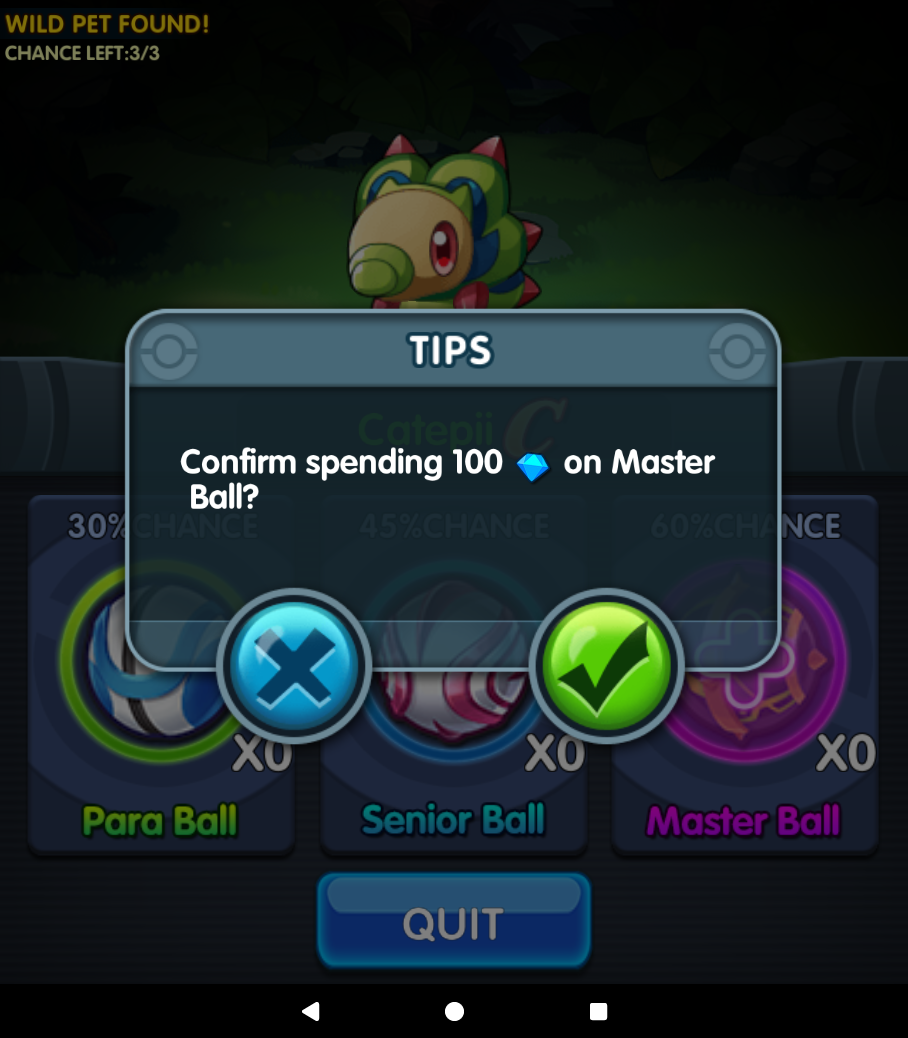 WILD PET FOUND!
CHANCE LEFT:3/3
TIPS
Catepii C
Confirm spending 100 on Master
Ball?
30%CHANCE 45%CHANCE 60%CHANCE
X0 X0 X0
Para Ball Senior Ball Master Ball
QUIT